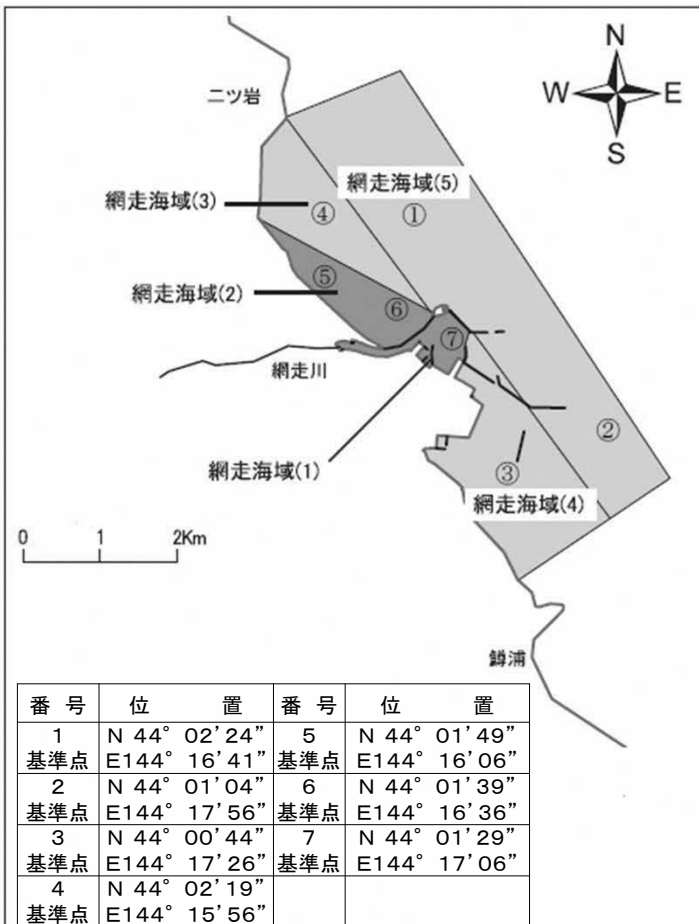 N
W E
S
二ツ岩
網走海域(5)
網走海域(3)
④
①
⑤
網走海域(2)
⑥
⑦
網走川
②
網走海域(1)
③
網走海域(4)
0 1 2Km
鱒浦
番 号 位 置 番 号 位 置
1 N 44° 02’24” 5 N 44° 01’49”
基準点 E144° 16’41” 基準点 E144° 16’06”
2 N 44° 01’04” 6 N 44° 01’39”
基準点 E144° 17’56” 基準点 E144° 16’36”
3 N 44° 00’44” 7 N 44° 01’29”
基準点 E144° 17’26” 基準点 E144° 17’06”
4 N 44° 02’19”
基準点 E144° 15’56”